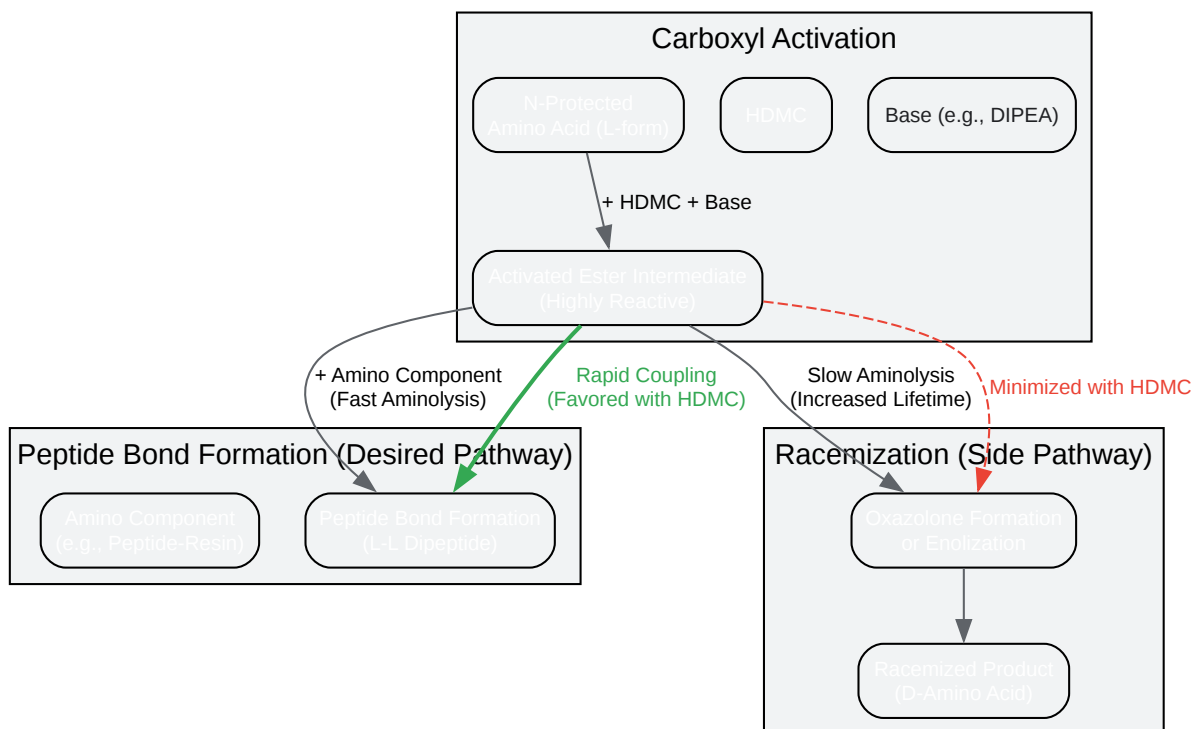 Carboxyl Activation
N-Protected
Amino Acid (L-form)
HDMC
Base (e.g., DIPEA)
+ HDMC + Base
Activated Ester Intermediate
(Highly Reactive)
+ Amino Component
(Fast Aminolysis)
Rapid Coupling
(Favored with HDMC)
Slow Aminolysis
(Increased Lifetime)
Minimized with HDMC
Peptide Bond Formation (Desired Pathway)
Amino Component
(e.g., Peptide-Resin)
Peptide Bond Formation
(L-L Dipeptide)
Racemization (Side Pathway)
Oxazolone Formation
or Enolization
Racemized Product
(D-Amino Acid)